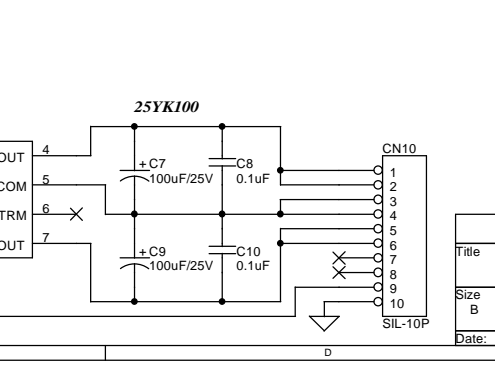 25YK100
OUT 4
COM 5
TRM 6
OUT 7
+ C7
100uF/25V
C8
0.1uF
+ C9
100uF/25V
C10
0.1uF
CN10
1
2
3
4
5
6
7
8
9
10
SIL-10P
Title
Size
B
Date:
D